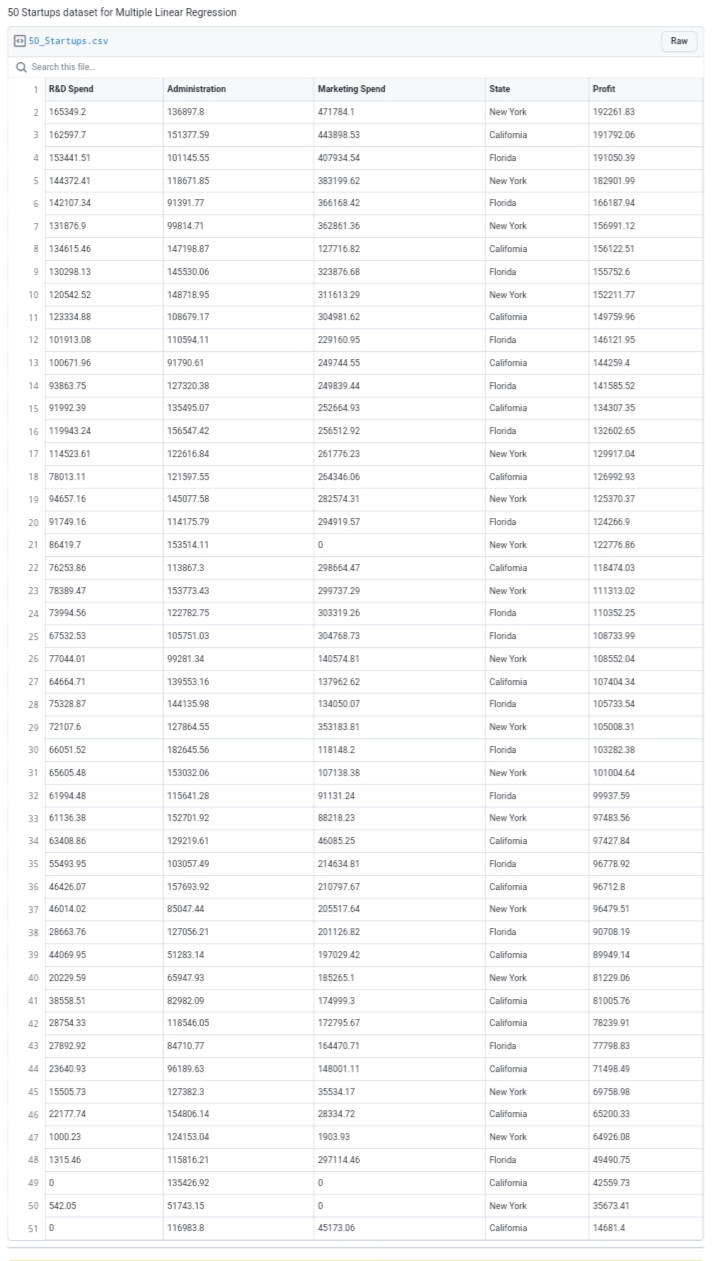 50 Startups dataset for Multiple Linear Regression
50_Startups.csv Raw
Search this file...
1 R&D Spend Administration Marketing Spend State Profit
2 165349.2 136897.8 471784.1 New York 192261.83
3 162597.7 151377.59 443898.53 California 191792.06
4 153441.51 101145.55 407934.54 Florida 191050.39
5 144372.41 118671.85 383199.62 New York 182901.99
6 142107.34 91391.77 366168.42 Florida 166187.94
7 131876.9 99814.71 362861.36 New York 156991.12
8 134615.46 147198.87 127716.82 California 156122.51
9 130298.13 145530.06 323876.68 Florida 155752.6
10 120542.52 148718.95 311613.29 New York 152211.77
11 123334.88 108679.17 304981.62 California 149759.96
12 101913.08 110594.11 229160.95 Florida 146121.95
13 100671.96 91790.61 249744.55 California 144259.4
14 93863.75 127320.38 249839.44 Florida 141585.52
15 91992.39 135495.07 252664.93 California 134307.35
16 119943.24 156547.42 256512.92 Florida 132602.65
17 114523.61 122616.84 261776.23 New York 129917.04
18 78013.11 121597.55 264346.06 California 126992.93
19 94657.16 145077.58 282574.31 New York 125370.37
20 91749.16 114175.79 294919.57 Florida 124266.9
21 86419.7 153514.11 0 New York 122776.86
22 76253.86 113867.3 298664.47 California 118474.03
23 78389.47 153773.43 299737.29 New York 111313.02
24 73994.56 122782.75 303319.26 Florida 110352.25
25 67532.53 105751.03 304768.73 Florida 108733.99
26 77044.01 99281.34 140574.81 New York 108552.04
27 64664.71 139553.16 137962.62 California 107404.34
28 75328.87 144135.98 134050.07 Florida 105733.54
29 72107.6 127864.55 353183.81 New York 105008.31
30 66051.52 182645.56 118148.2 Florida 103282.38
31 65605.48 153032.06 107138.38 New York 101004.64
32 61994.48 115641.28 91131.24 Florida 99937.59
33 61136.38 152701.92 88218.23 New York 97483.56
34 63408.86 129219.61 46085.25 California 97427.84
35 55493.95 103057.49 214634.81 Florida 96778.92
36 46426.07 157693.92 210797.67 California 96712.8
37 46014.02 85047.44 205517.64 New York 96479.51
38 28663.76 127056.21 201126.82 Florida 90708.19
39 44069.95 51283.14 197029.42 California 89949.14
40 20229.59 65947.93 185265.1 New York 81229.06
41 38558.51 82982.09 174999.3 California 81005.76
42 28754.33 118546.05 172795.67 California 78239.91
43 27892.92 84710.77 164470.71 Florida 77798.83
44 23640.93 96189.63 148001.11 California 71498.49
45 15505.73 127382.3 35534.17 New York 69758.98
46 22177.74 154806.14 28334.72 California 65200.33
47 1000.23 124153.04 1903.93 New York 64926.08
48 1315.46 115816.21 297114.46 Florida 49490.75
49 0 135426.92 0 California 42559.73
50 542.05 51743.15 0 New York 35673.41
51 0 116983.8 45173.06 California 14681.4